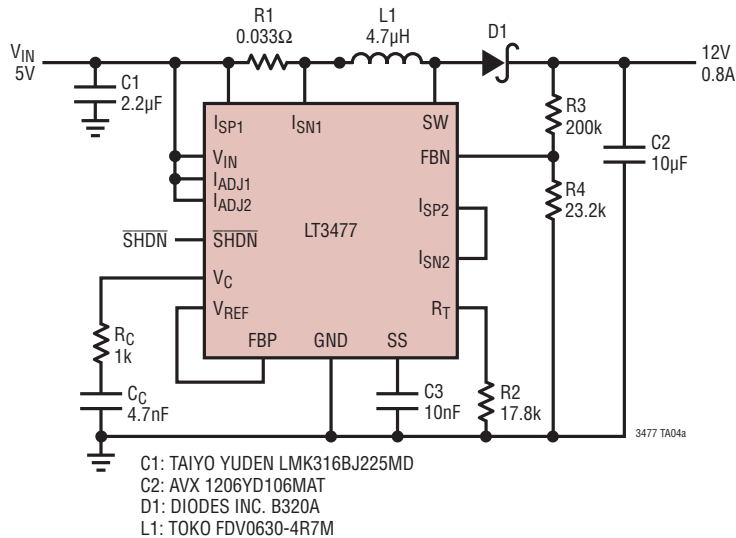 R1
0.033Ω
L1
4.7µH
D1
VIN
5V
12V
0.8A
C1
2.2µF
R3
200k
C2
10µF
R4
23.2k
ISP1
ISN1
SW
VIN
FBN
IADJ1
IADJ2
ISP2
LT3477
SHDN
SHDN
ISN2
VC
VREF
RT
FBP
GND
SS
RC
1k
CC
4.7nF
C3
10nF
R2
17.8k
3477 TA04a
C1: TAIYO YUDEN LMK316BJ225MD
C2: AVX 1206YD106MAT
D1: DIODES INC. B320A
L1: TOKO FDV0630-4R7M